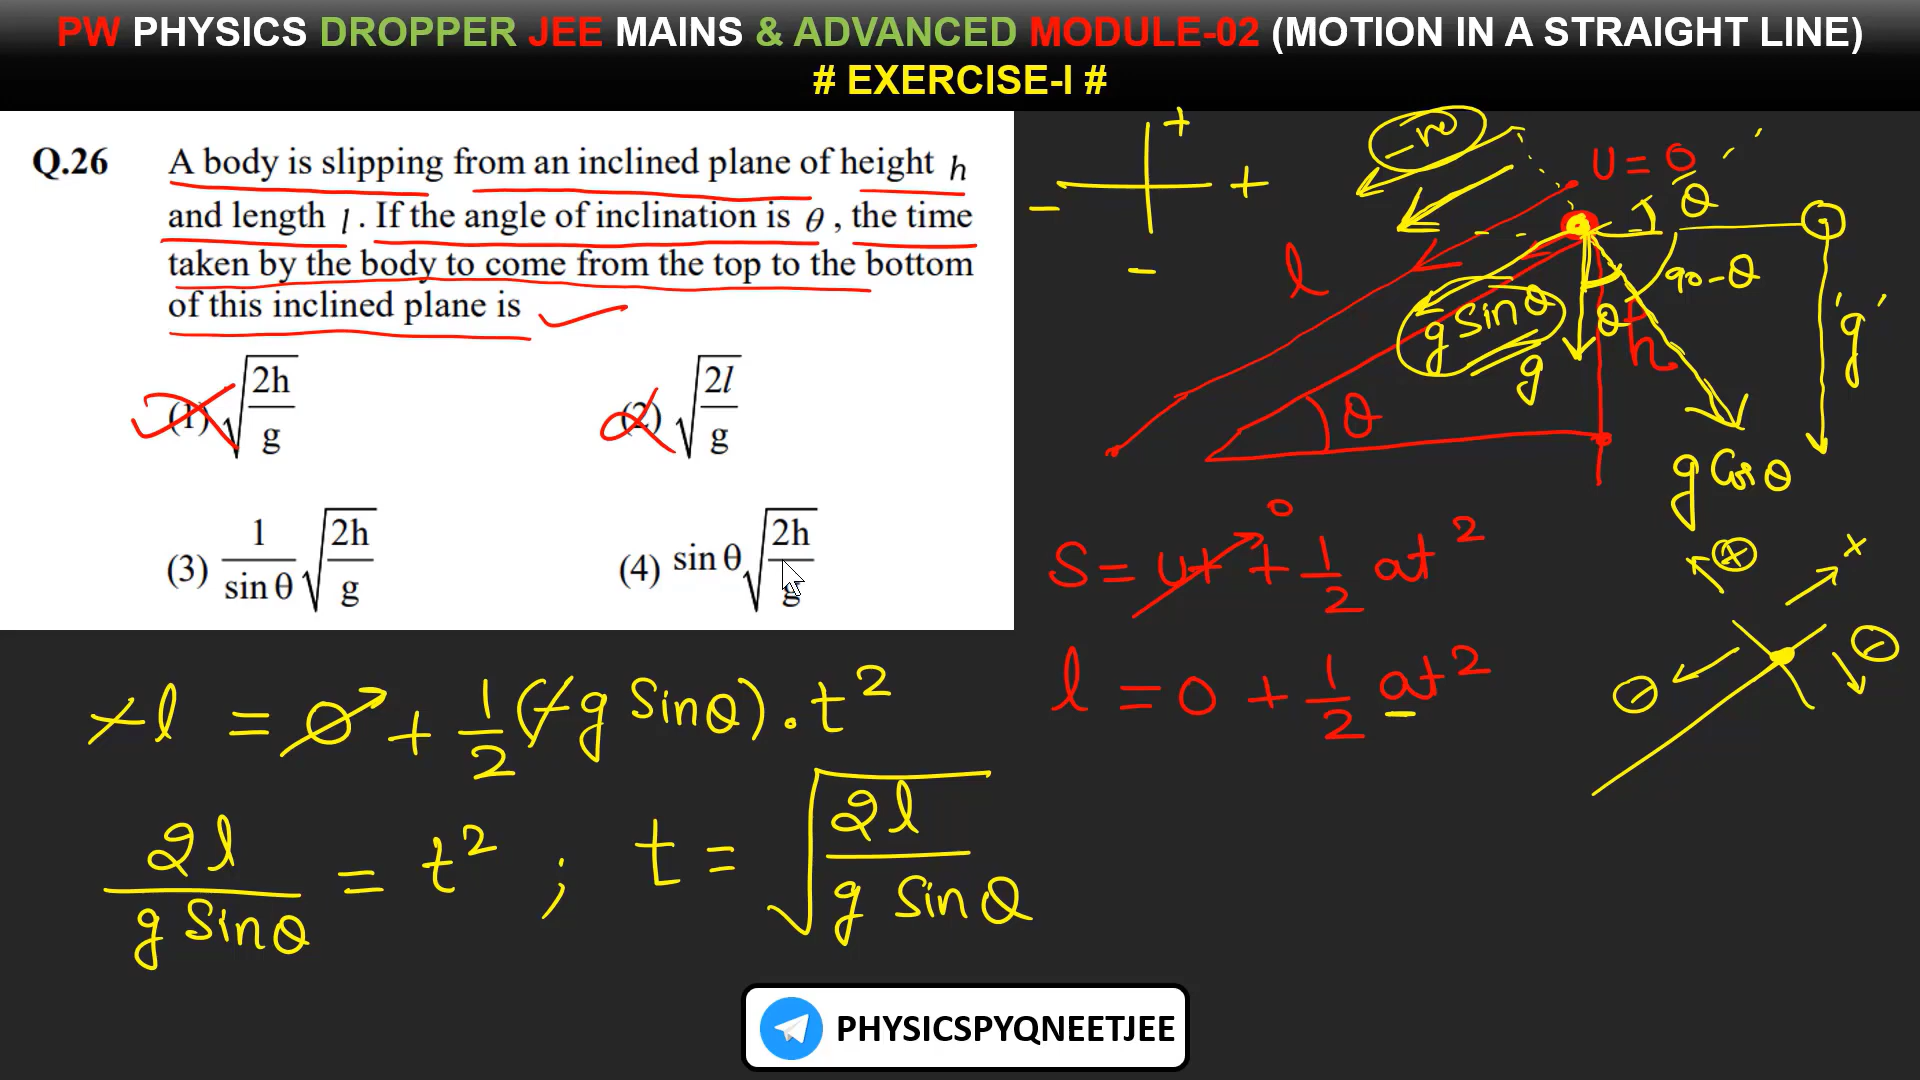 PW PHYSICS DROPPER JEE MAINS & ADVANCED MODULE-02 (MOTION IN A STRAIGHT LINE)
# EXERCISE-I #
Q.26 A body is slipping from an inclined plane of height h
and length l . If the angle of inclination is θ , the time
taken by the body to come from the top to the bottom
of this inclined plane is
(1) √(2h/g) (2) √(2l/g)
(3) 1/sinθ √(2h/g) (4) sinθ √(2h/g)
+
+
-
-
-ve
u = 0
θ
90-θ
l
g sinθ
θ
h
g
'g'
θ
g cosθ
0
S = ut + 1/2 at²
l = 0 + 1/2 at²
+
+
-
-
-l = 0 + 1/2 (-g sinθ) . t²
2l/(g sinθ) = t² ; t = √(2l/(g sinθ))
PHYSICSPYQNEETJEE